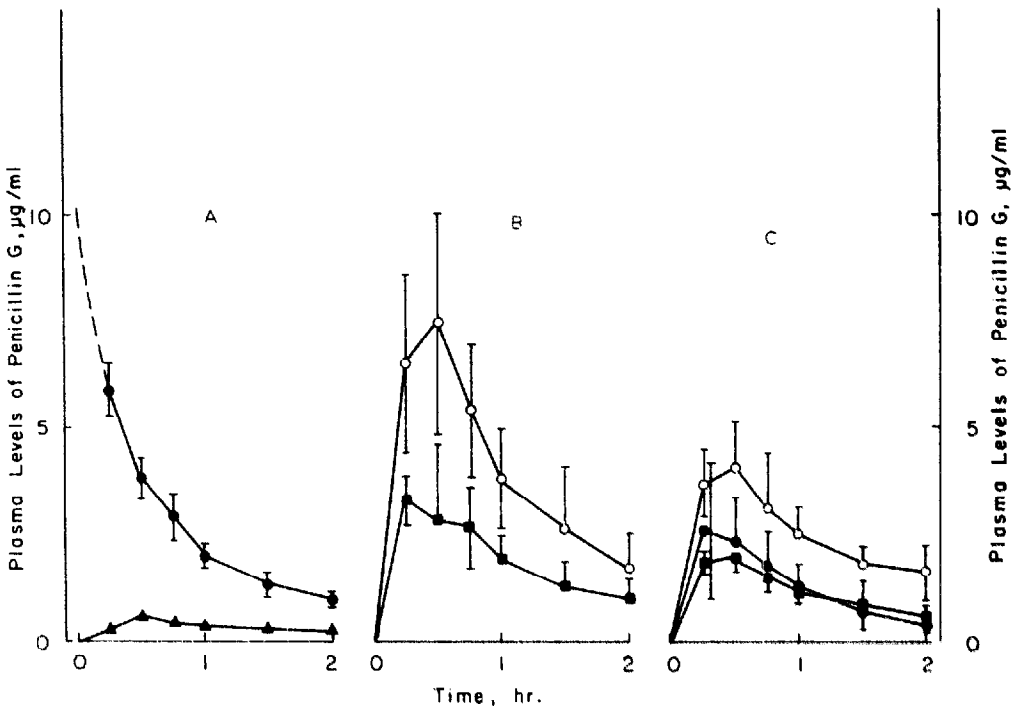 Plasma Levels of Penicillin G, µg/ml
10
5
0
A
B
C
10
5
0
Plasma Levels of Penicillin G, µg/ml
0 1 2
0 1 2
0 1 2
Time, hr.